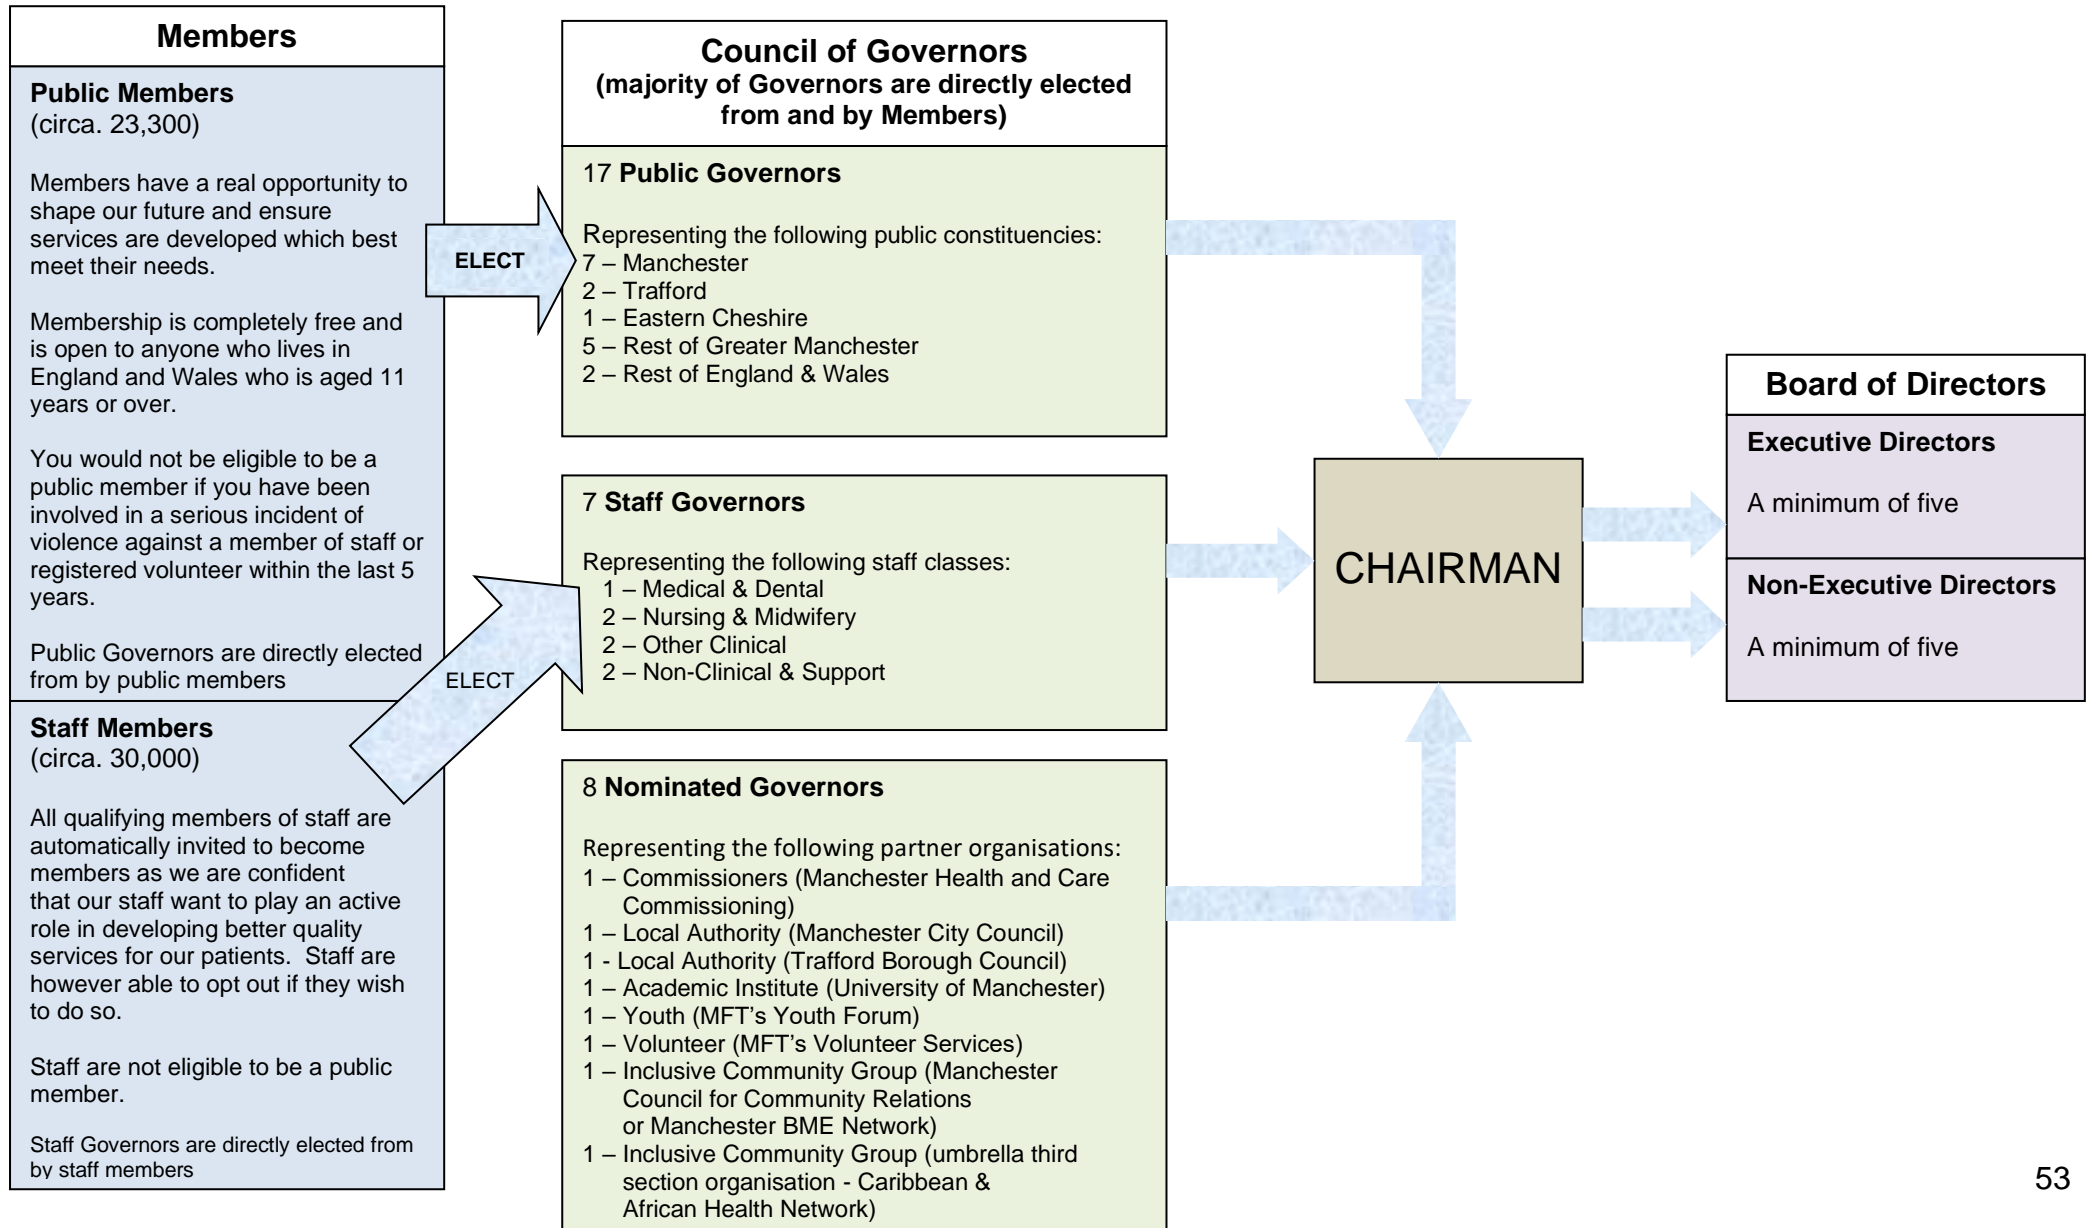 Members
Public Members
(circa. 23,300)
Members have a real opportunity to
shape our future and ensure
services are developed which best
meet their needs.
Membership is completely free and
is open to anyone who lives in
England and Wales who is aged 11
years or over.
You would not be eligible to be a
public member if you have been
involved in a serious incident of
violence against a member of staff or
registered volunteer within the last 5
years.
Public Governors are directly elected
from by public members
Staff Members
(circa. 30,000)
All qualifying members of staff are
automatically invited to become
members as we are confident
that our staff want to play an active
role in developing better quality
services for our patients.  Staff are
however able to opt out if they wish
to do so.
Staff are not eligible to be a public
member.
Staff Governors are directly elected from
by staff members
ELECT
ELECT
Council of Governors
(majority of Governors are directly elected
from and by Members)
17 Public Governors
Representing the following public constituencies:
7 – Manchester
2 – Trafford
1 – Eastern Cheshire
5 – Rest of Greater Manchester
2 – Rest of England & Wales
7 Staff Governors
Representing the following staff classes:
1 – Medical & Dental
2 – Nursing & Midwifery
2 – Other Clinical
2 – Non-Clinical & Support
8 Nominated Governors
Representing the following partner organisations:
1 – Commissioners (Manchester Health and Care
Commissioning)
1 – Local Authority (Manchester City Council)
1 - Local Authority (Trafford Borough Council)
1 – Academic Institute (University of Manchester)
1 – Youth (MFT’s Youth Forum)
1 – Volunteer (MFT’s Volunteer Services)
1 – Inclusive Community Group (Manchester
Council for Community Relations
or Manchester BME Network)
1 – Inclusive Community Group (umbrella third
section organisation - Caribbean &
African Health Network)
CHAIRMAN
Board of Directors
Executive Directors
A minimum of five
Non-Executive Directors
A minimum of five
53